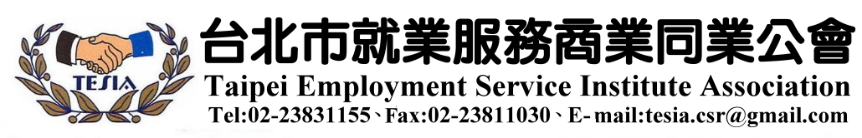 TESIA
台北市就業服務商業同業公會
Taipei Employment Service Institute Association
Tel:02-23831155、Fax:02-23811030、E-mail:tesia.csr@gmail.com